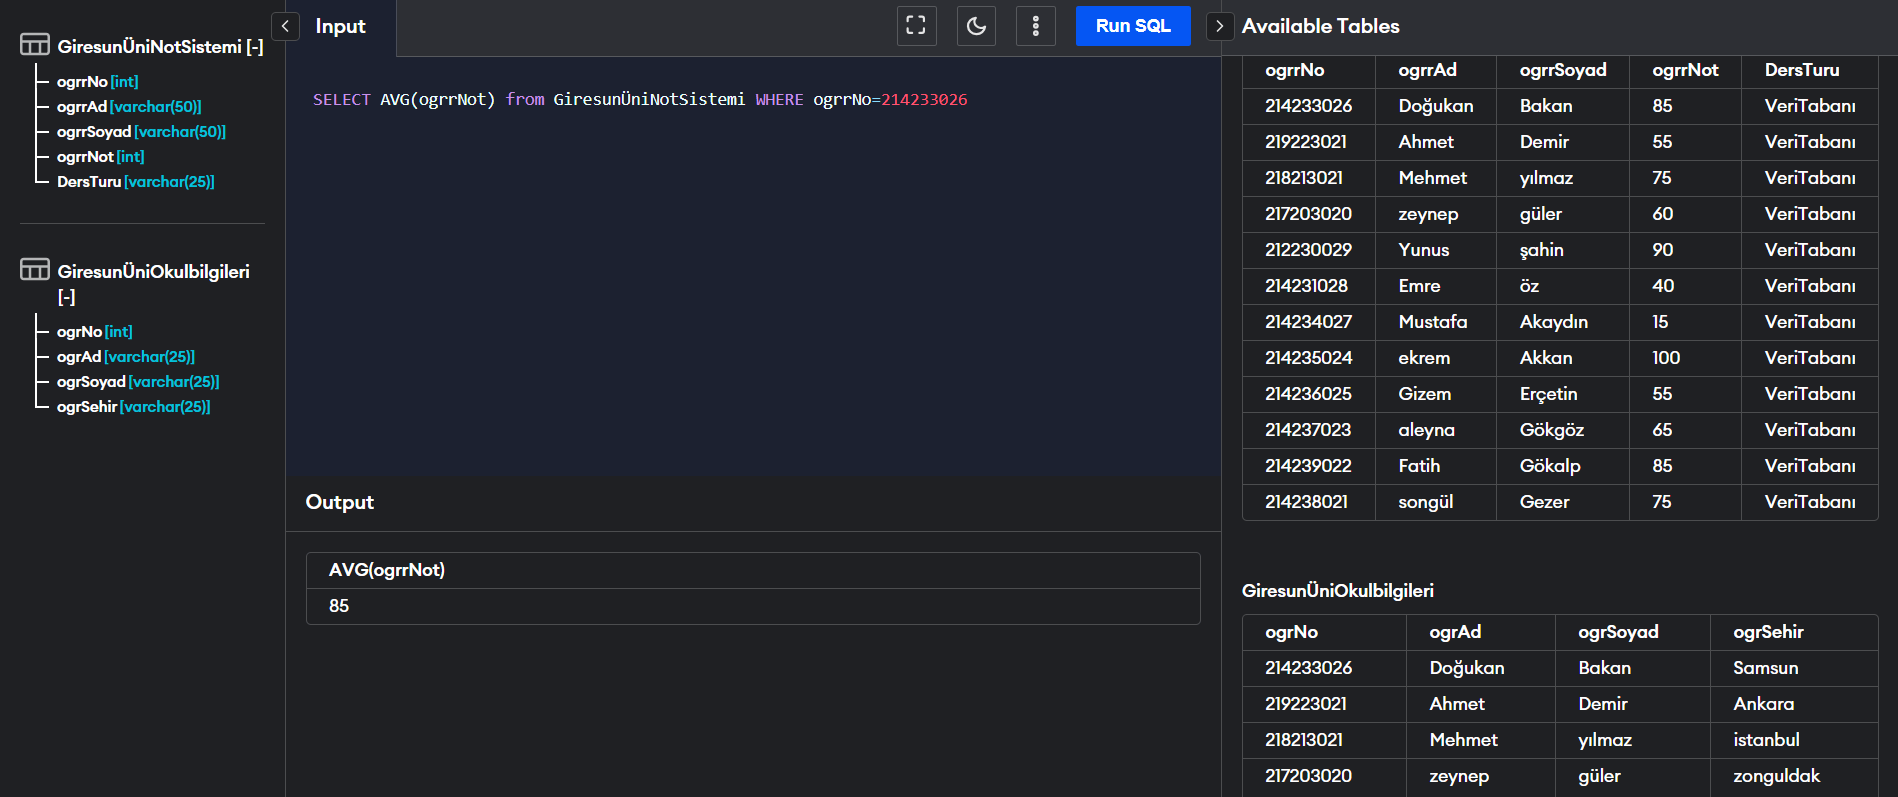 GiresunÜniNotSistemi [-]
ogrrNo [int]
ogrrAd [varchar(50)]
ogrrSoyad [varchar(50)]
ogrrNot [int]
DersTuru [varchar(25)]
GiresunÜniOkulbilgileri
[-]
ogrNo [int]
ogrAd [varchar(25)]
ogrSoyad [varchar(25)]
ogrSehir [varchar(25)]
Input
Run SQL
SELECT AVG(ogrrNot) from GiresunÜniNotSistemi WHERE ogrrNo=214233026
Output
AVG(ogrrNot)
85
Available Tables
ogrrNo ogrrAd ogrrSoyad ogrrNot DersTuru
214233026 Doğukan Bakan 85 VeriTabanı
219223021 Ahmet Demir 55 VeriTabanı
218213021 Mehmet yılmaz 75 VeriTabanı
217203020 zeynep güler 60 VeriTabanı
212230029 Yunus şahin 90 VeriTabanı
214231028 Emre öz 40 VeriTabanı
214234027 Mustafa Akaydın 15 VeriTabanı
214235024 ekrem Akkan 100 VeriTabanı
214236025 Gizem Erçetin 55 VeriTabanı
214237023 aleyna Gökgöz 65 VeriTabanı
214239022 Fatih Gökalp 85 VeriTabanı
214238021 songül Gezer 75 VeriTabanı
GiresunÜniOkulbilgileri
ogrNo ogrAd ogrSoyad ogrSehir
214233026 Doğukan Bakan Samsun
219223021 Ahmet Demir Ankara
218213021 Mehmet yılmaz istanbul
217203020 zeynep güler zonguldak